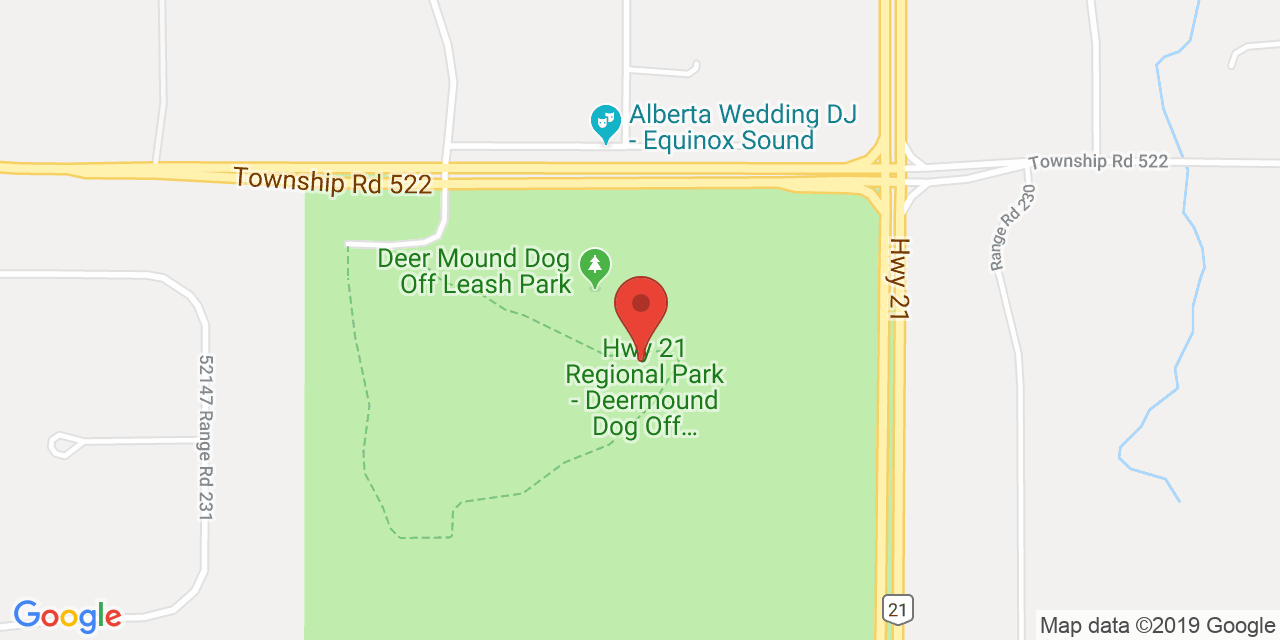 Alberta Wedding DJ
- Equinox Sound
Township Rd 522
Township Rd 522
Range Rd 230
Deer Mound Dog
Off Leash Park
Hwy 21
Hwy 21
Regional Park
- Deermound
Dog Off...
52147 Range Rd 231
21
Google
Map data ©2019 Google